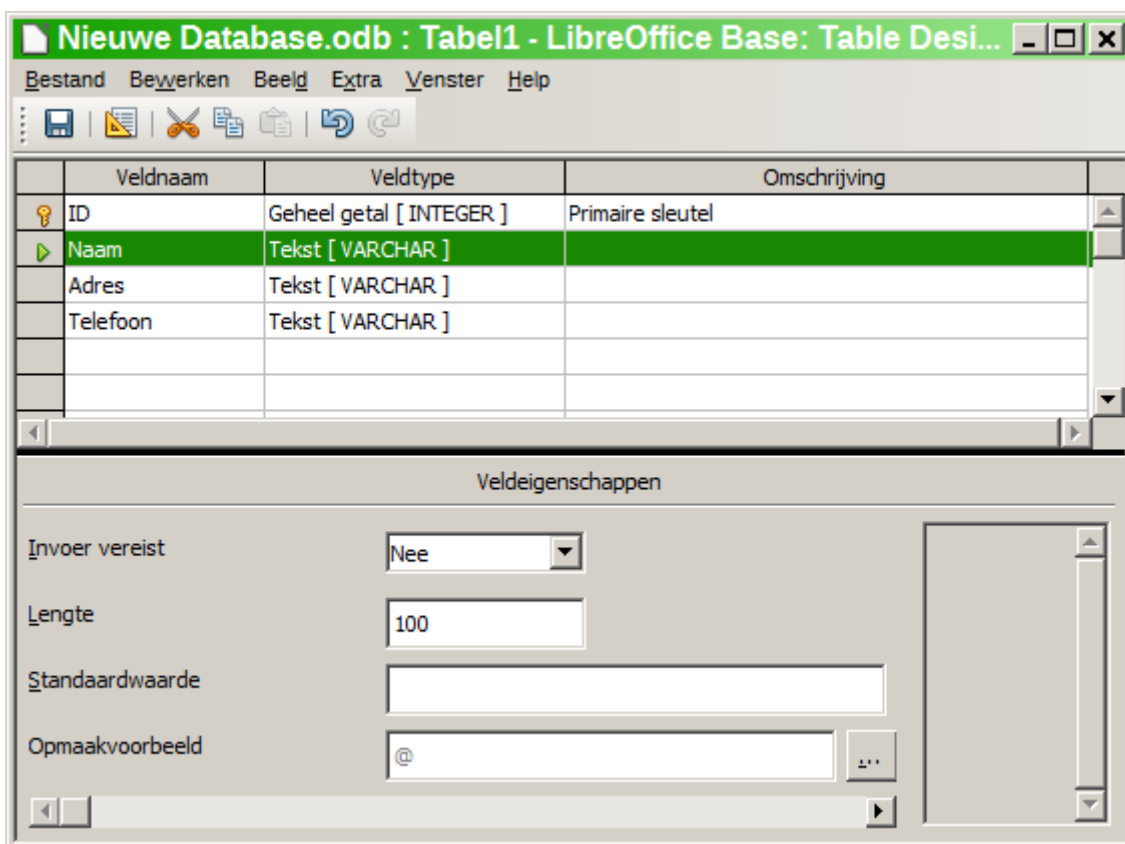 Nieuwe Database.odb : Tabel1 - LibreOffice Base: Table Desi...
Bestand Bewerken Beeld Extra Venster Help
Veldnaam Veldtype Omschrijving
ID Geheel getal [ INTEGER ] Primaire sleutel
Naam Tekst [ VARCHAR ]
Adres Tekst [ VARCHAR ]
Telefoon Tekst [ VARCHAR ]
Veldeigenschappen
Invoer vereist Nee
Lengte 100
Standaardwaarde
Opmaakvoorbeeld @ ...